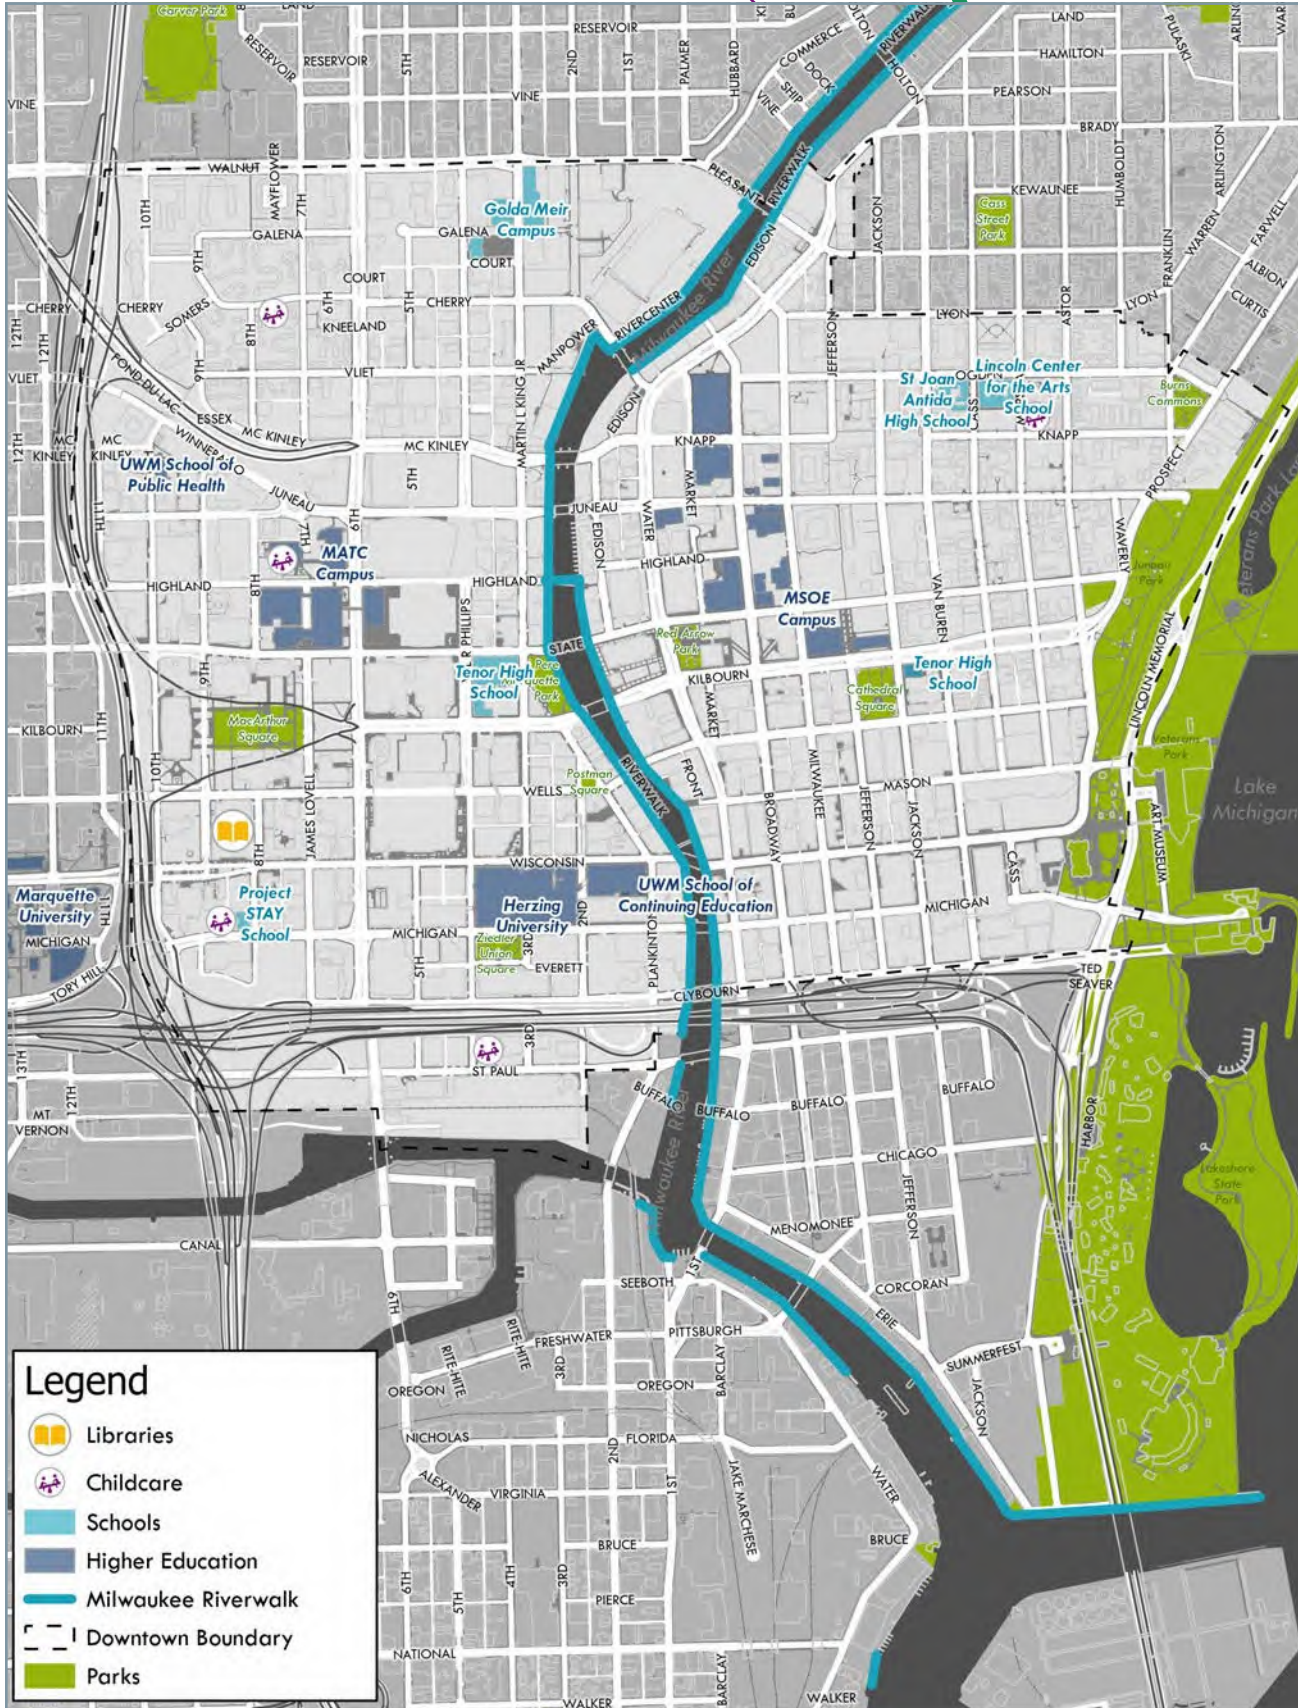 Carver Park
LAND
RESERVOIR
RESERVOIR
RESERVOIR
5TH
2ND
1ST
PALMER
HUBBARD
COMMERCE
DOCK
SHIP
VINE
HOLTON
RIVERWALK
HOLTON
LAND
HAMILTON
PULASKI
PEARSON
BRADY
VINE
VINE
WALNUT
MAYFLOWER
7TH
10TH
PLEASANT
RIVERWALK
KEWAUNEE
HUMBOLDT
ARLINGTON
Cass
Street
Park
JACKSON
FRANKLIN
WARREN
FARWELL
ALBION
CURTIS
Golda Meir
Campus
GALENA
GALENA
COURT
COURT
9TH
EDISON
Milwaukee River
CHERRY
CHERRY
CHERRY
SOMERS
8TH
6TH
5TH
KNEELAND
RIVERCENTER
MANPOWER
LYON
LYON
ASTOR
JEFFERSON
12TH
12TH
VLIET
VLIET
9TH
FOND DU LAC
MARTIN L KING JR
EDISON
OGDEN
St Joan
Antida
High School
CASS
Lincoln Center
for the Arts
School
Burns
Commons
KNAPP
KNAPP
ESSEX
MC KINLEY
MC KINLEY
WINNEBAGO
MC
KINLEY
MC
KINLEY
12TH
UWM School of
Public Health
JUNEAU
5TH
MARKET
PROSPECT
11TH
7TH
6TH
JUNEAU
EDISON
WATER
WAVERLY
Juneau
Park
Veterans Park
HIGHLAND
8TH
MATC
Campus
HIGHLAND
HIGHLAND
MSOE
Campus
VAN BUREN
PHILLIPS
STATE
Red Arrow
Park
9TH
Tenor High
School
Pere
Marquette
Park
KILBOURN
MARKET
Cathedral
Square
Tenor High
School
LINCOLN MEMORIAL
KILBOURN
11TH
MacArthur
Square
10TH
Veterans
Park
RIVERWALK
FRONT
Postman
Square
WELLS
JAMES LOVELL
BROADWAY
MILWAUKEE
JEFFERSON
MASON
JACKSON
Lake
Michigan
ART MUSEUM
8TH
WISCONSIN
CASS
Marquette
University
11TH
MICHIGAN
Project
STAY
School
Herzing
University
2ND
UWM School of
Continuing Education
MICHIGAN
MICHIGAN
Ziedler
Union
Square
5TH
3RD
EVERETT
PLANKINTON
TORY HILL
CLYBOURN
TED
SEAVER
13TH
12TH
3RD
ST PAUL
MT
VERNON
BUFFALO
BUFFALO
BUFFALO
BUFFALO
HARBOR
Milwaukee River
CHICAGO
JEFFERSON
Lakeshore
State
Park
CANAL
MENOMONEE
1ST
SEEBOTH
CORCORAN
ERIE
6TH
RITE-HITE
RITE-HITE
FRESHWATER
PITTSBURGH
SUMMERFEST
3RD
BARCLAY
OREGON
OREGON
JACKSON
NICHOLAS
2ND
FLORIDA
ALEXANDER
VIRGINIA
1ST
JAKE MARCHESE
WATER
BRUCE
BRUCE
6TH
5TH
4TH
3RD
PIERCE
NATIONAL
BARCLAY
WALKER
WALKER
Legend
Libraries
Childcare
Schools
Higher Education
Milwaukee Riverwalk
Downtown Boundary
Parks